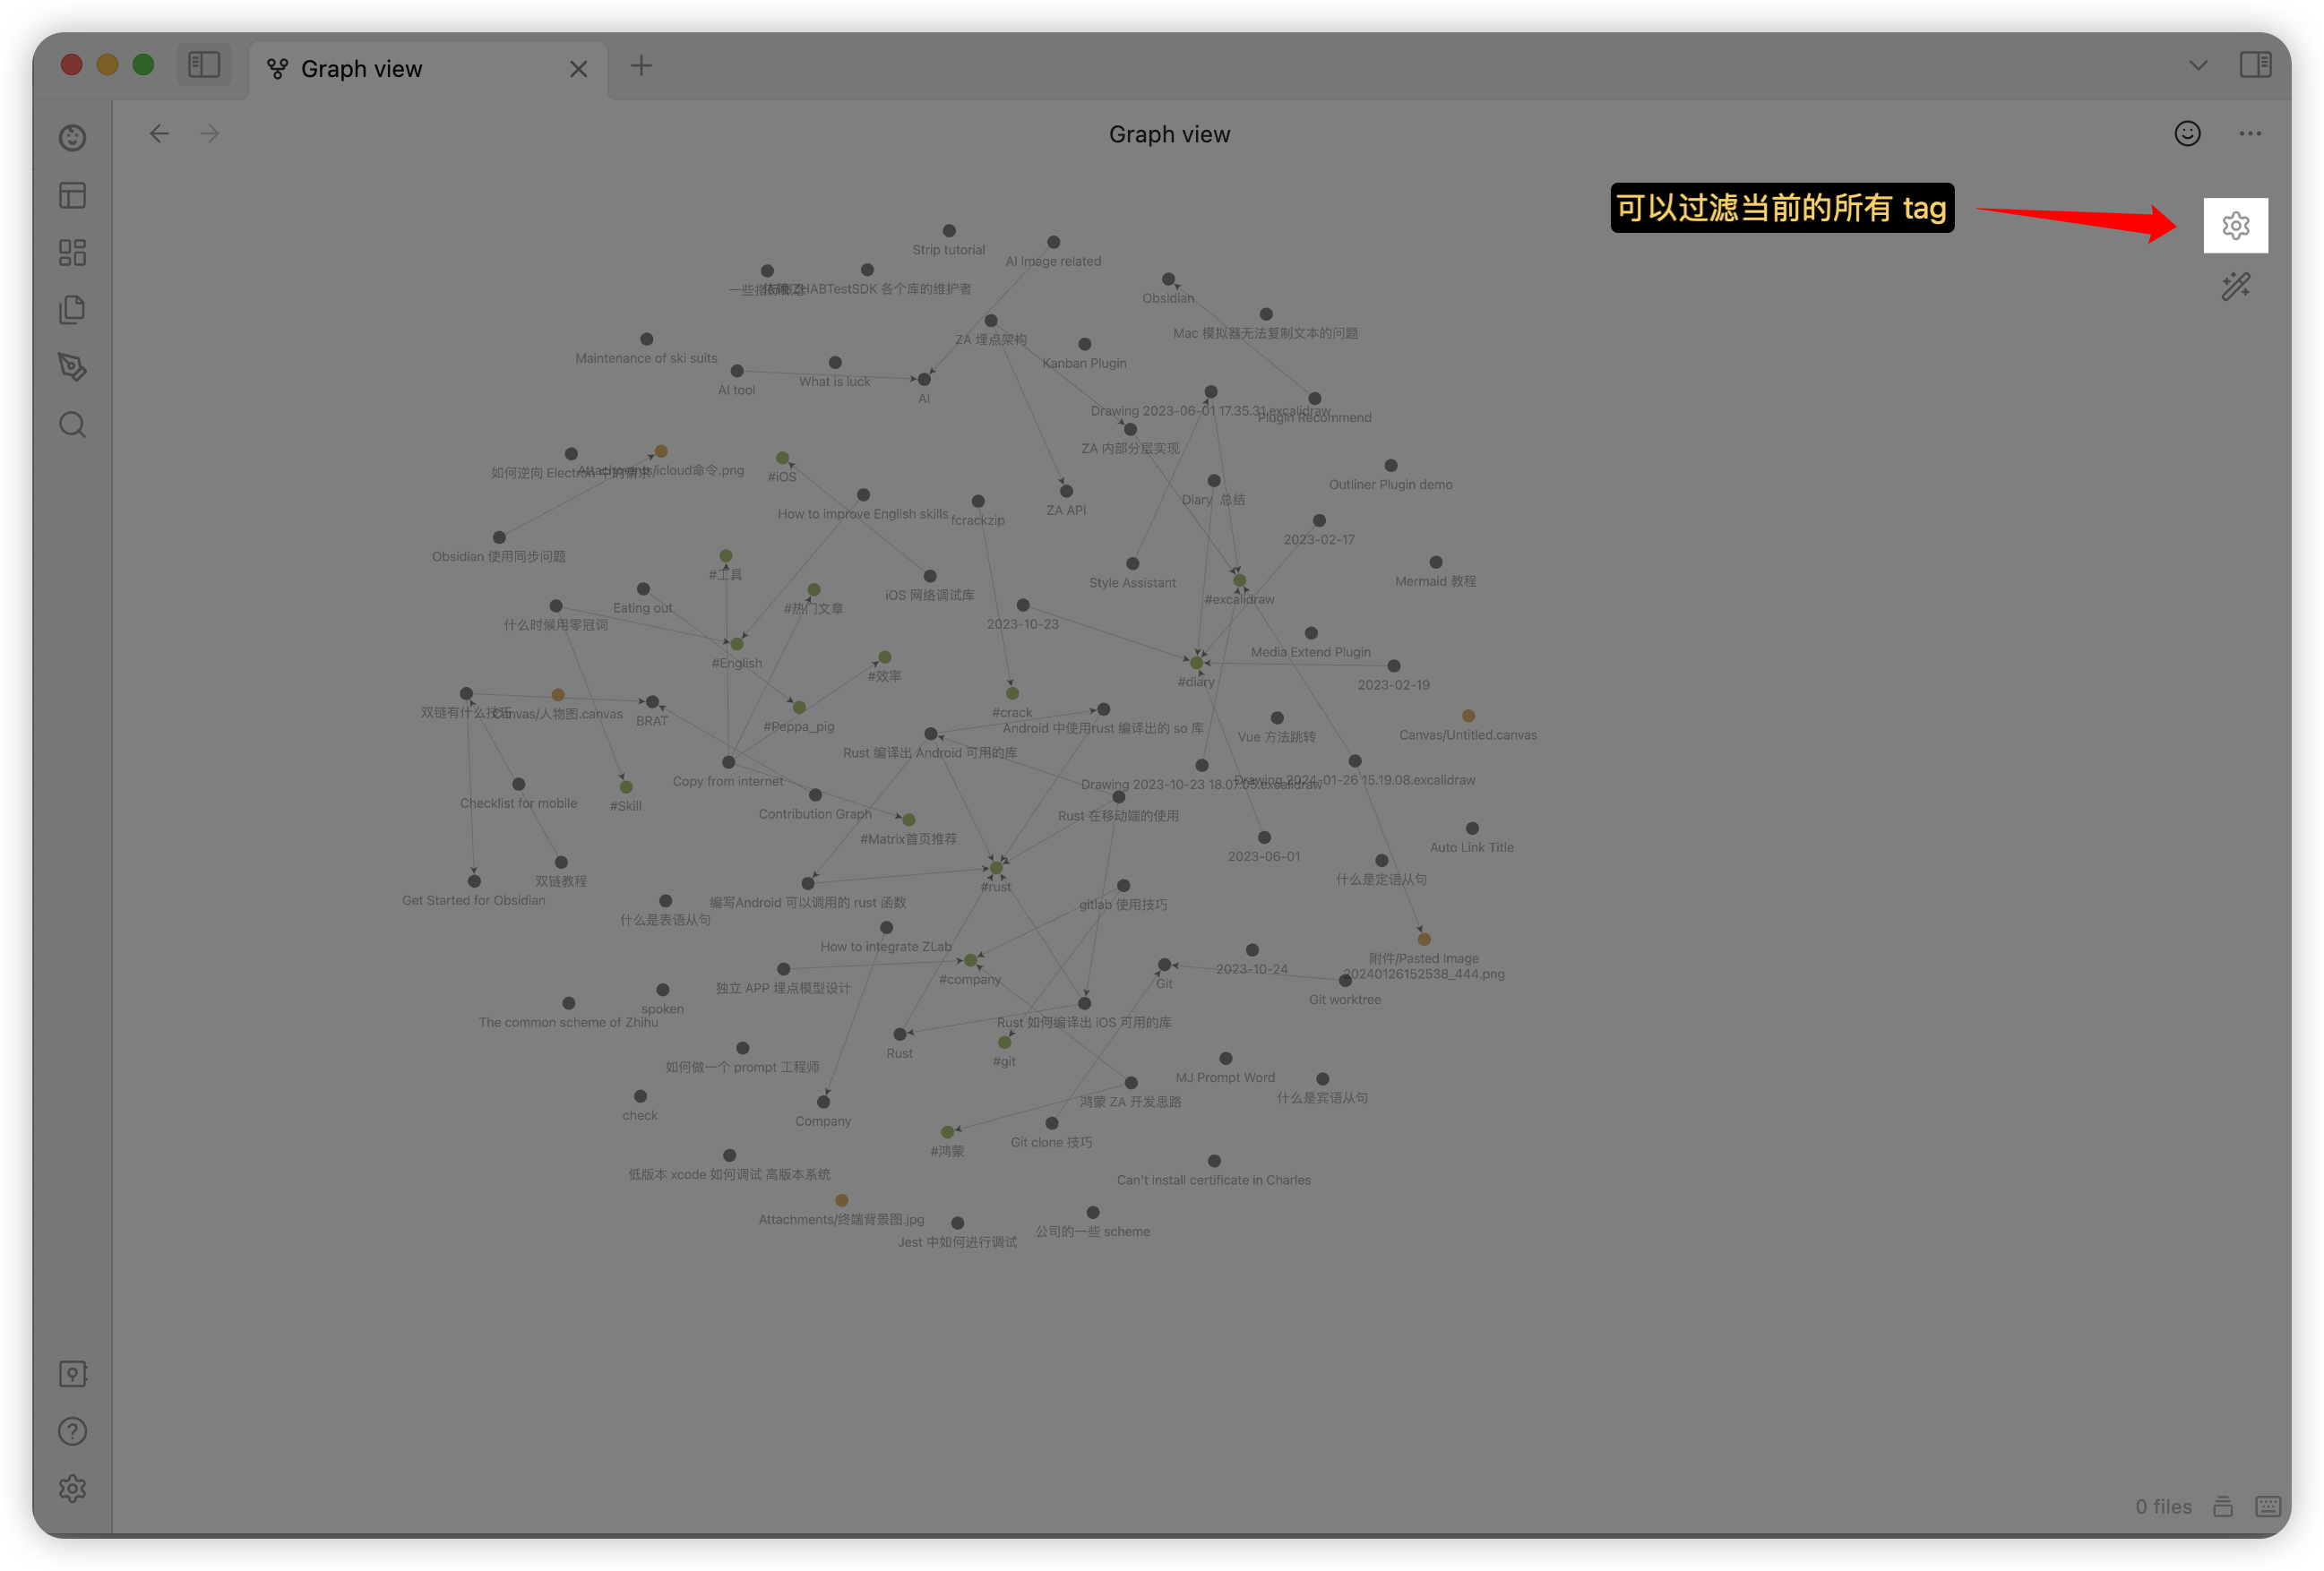 Graph view
Graph view
可以过滤当前的所有 tag
Strip tutorial
AI Image related
ZHABTestSDK 各个库的维护者
Obsidian
Mac 模拟器无法复制文本的问题
ZA 埋点架构
Maintenance of ski suits
Kanban Plugin
What is luck
AI tool
AI
Drawing 2023-06-01 17.35.31.excalidraw
Plugin Recommend
ZA 内部分层实现
如何逆向 Electron
Attachments/icloud命令.png
#iOS
Outliner Plugin demo
Diary 总结
How to improve English skills
fcrackzip
ZA API
2023-02-17
Obsidian 使用同步问题
#工具
Style Assistant
Mermaid 教程
iOS 网络调试库
#excalidraw
Eating out
#热门文章
什么时候用零冠词
2023-10-23
Media Extend Plugin
#English
#效率
#diary
2023-02-19
双链有什么技巧
Canvas/人物图.canvas
#crack
BRAT
#Peppa_pig
Android 中使用rust 编译出的 so 库
Canvas/Untitled.canvas
Vue 方法跳转
Rust 编译出 Android 可用的库
Copy from internet
Drawing 2023-10-23 18.07.05.excalidraw
Drawing 2024-01-26 15.19.08.excalidraw
Checklist for mobile
#Skill
Contribution Graph
Rust 在移动端的使用
#Matrix首页推荐
Auto Link Title
2023-06-01
双链教程
什么是定语从句
#rust
Get Started for Obsidian
编写Android 可以调用的 rust 函数
gitlab 使用技巧
什么是表语从句
How to integrate ZLab
附件/Pasted Image
20240126152538_444.png
2023-10-24
#company
Git
独立 APP 埋点模型设计
Git worktree
spoken
The common scheme of Zhihu
Rust 如何编译出 iOS 可用的库
Rust
#git
如何做一个 prompt 工程师
MJ Prompt Word
什么是宾语从句
鸿蒙 ZA 开发思路
check
Company
Git clone 技巧
#鸿蒙
低版本 xcode 如何调试 高版本系统
Can't install certificate in Charles
Attachments/终端背景图.jpg
公司的一些 scheme
Jest 中如何进行调试
0 files